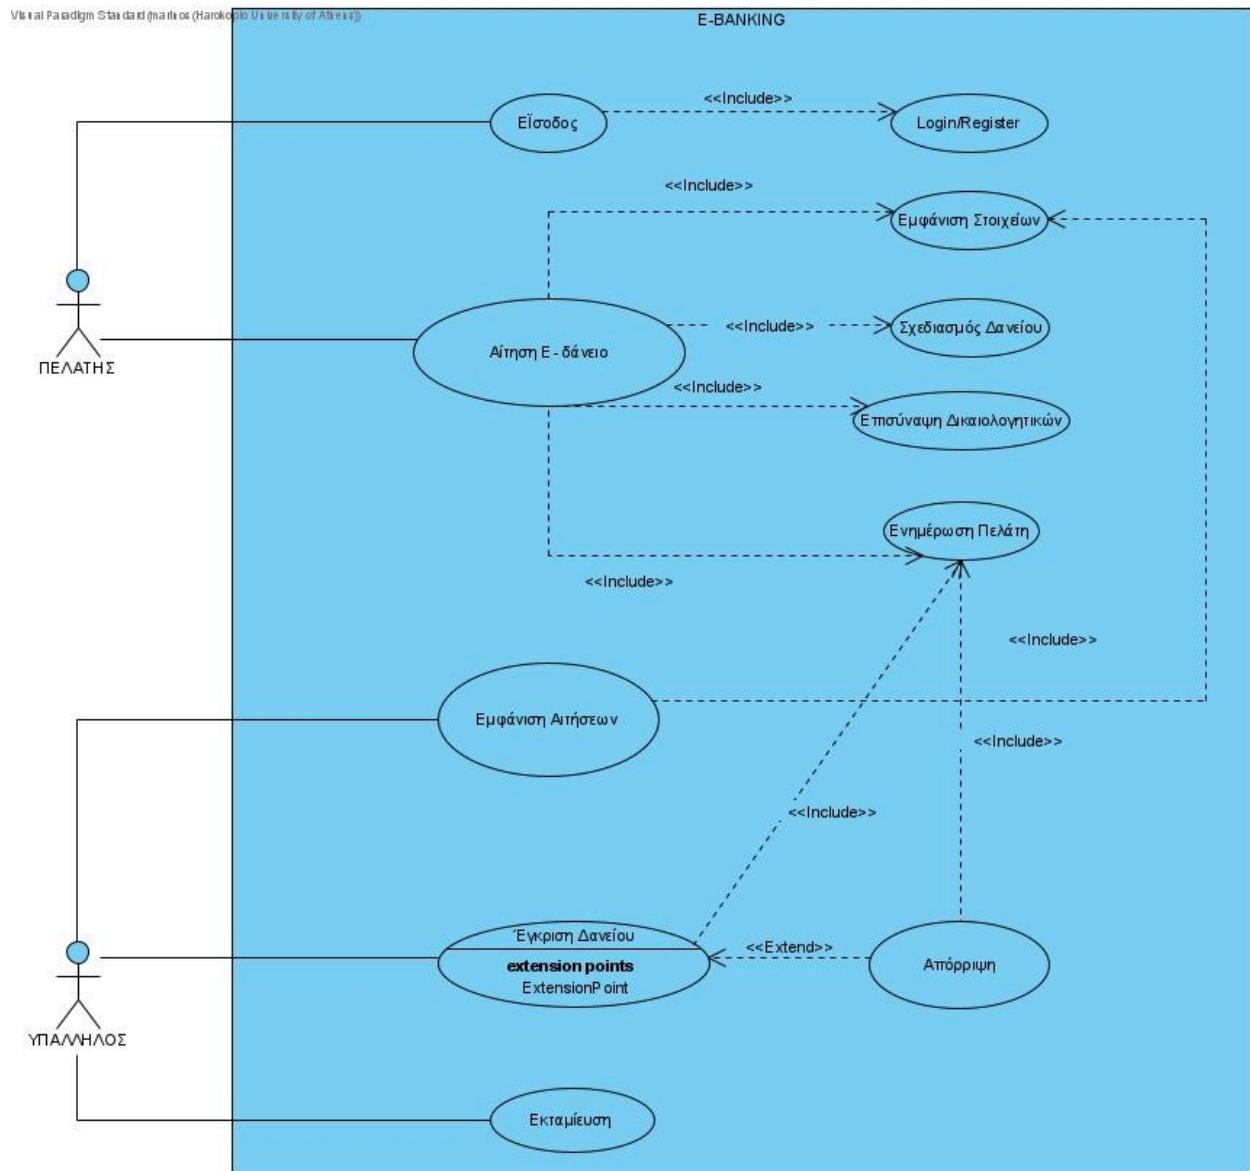 Visual Paradigm Standard(marinos(Harokopio University of Athens))
E-BANKING
<<Include>>
ΕΪσοδος
Login/Register
<<Include>>
Εμφάνιση Στοιχείων
ΠΕΛΑΤΗΣ
Αίτηση Ε - δάνειο
<<Include>>
Σχεδιασμός Δανείου
<<Include>>
Επισύναψη Δικαιολογητικών
Ενημέρωση Πελάτη
<<Include>>
<<Include>>
Εμφάνιση Αιτήσεων
<<Include>>
<<Include>>
Έγκριση Δανείου
<<Extend>>
extension points
ExtensionPoint
Απόρριψη
ΥΠΑΛΛΗΛΟΣ
Εκταμίευση